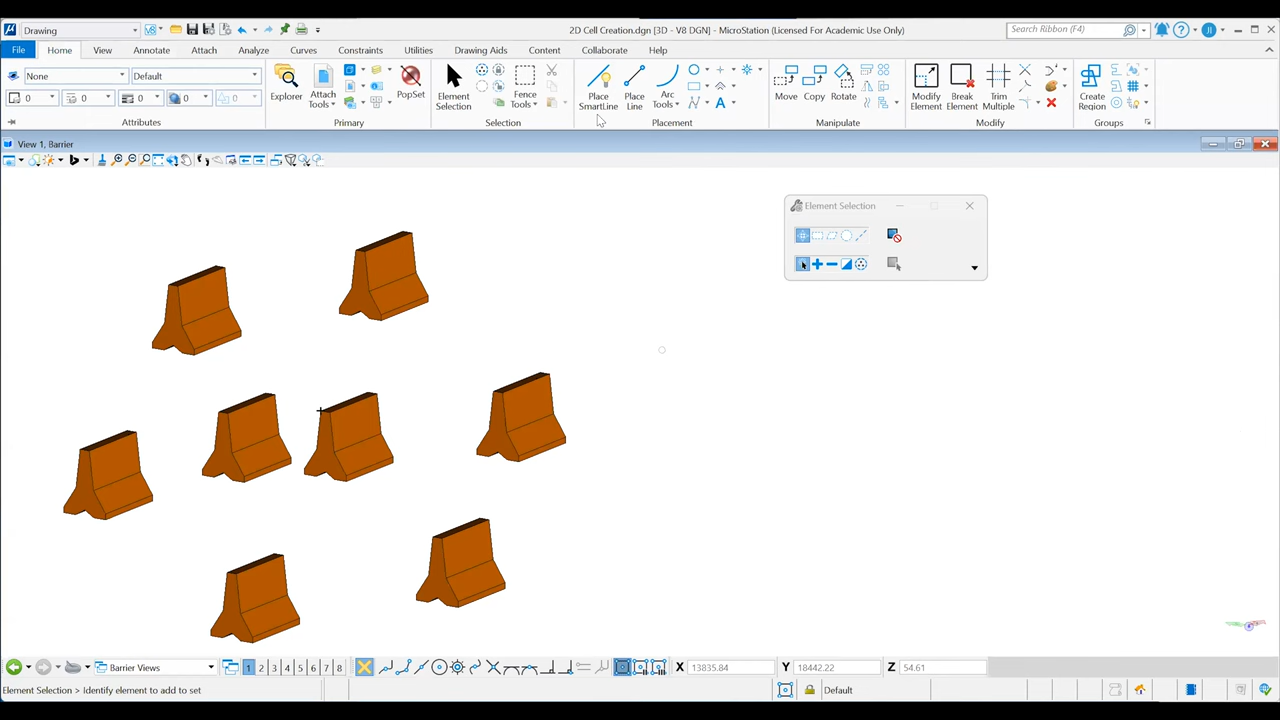 Drawing
2D Cell Creation.dgn [3D - V8 DGN] - MicroStation (Licensed For Academic Use Only)
Search Ribbon (F4)
JI
File Home View Annotate Attach Analyze Curves Constraints Utilities Drawing Aids Content Collaborate Help
None Default
0 0 0 0 0
Explorer Attach Tools PopSet
Element Selection Fence Tools
Place SmartLine Place Line Arc Tools
Move Copy Rotate
Modify Element Break Element Trim Multiple
Create Region
Attributes Primary Selection Placement Manipulate Modify Groups
View 1, Barrier
Element Selection
Barrier Views 1 2 3 4 5 6 7 8 X 13835.84 Y 18442.22 Z 54.61
Element Selection > Identify element to add to set Default